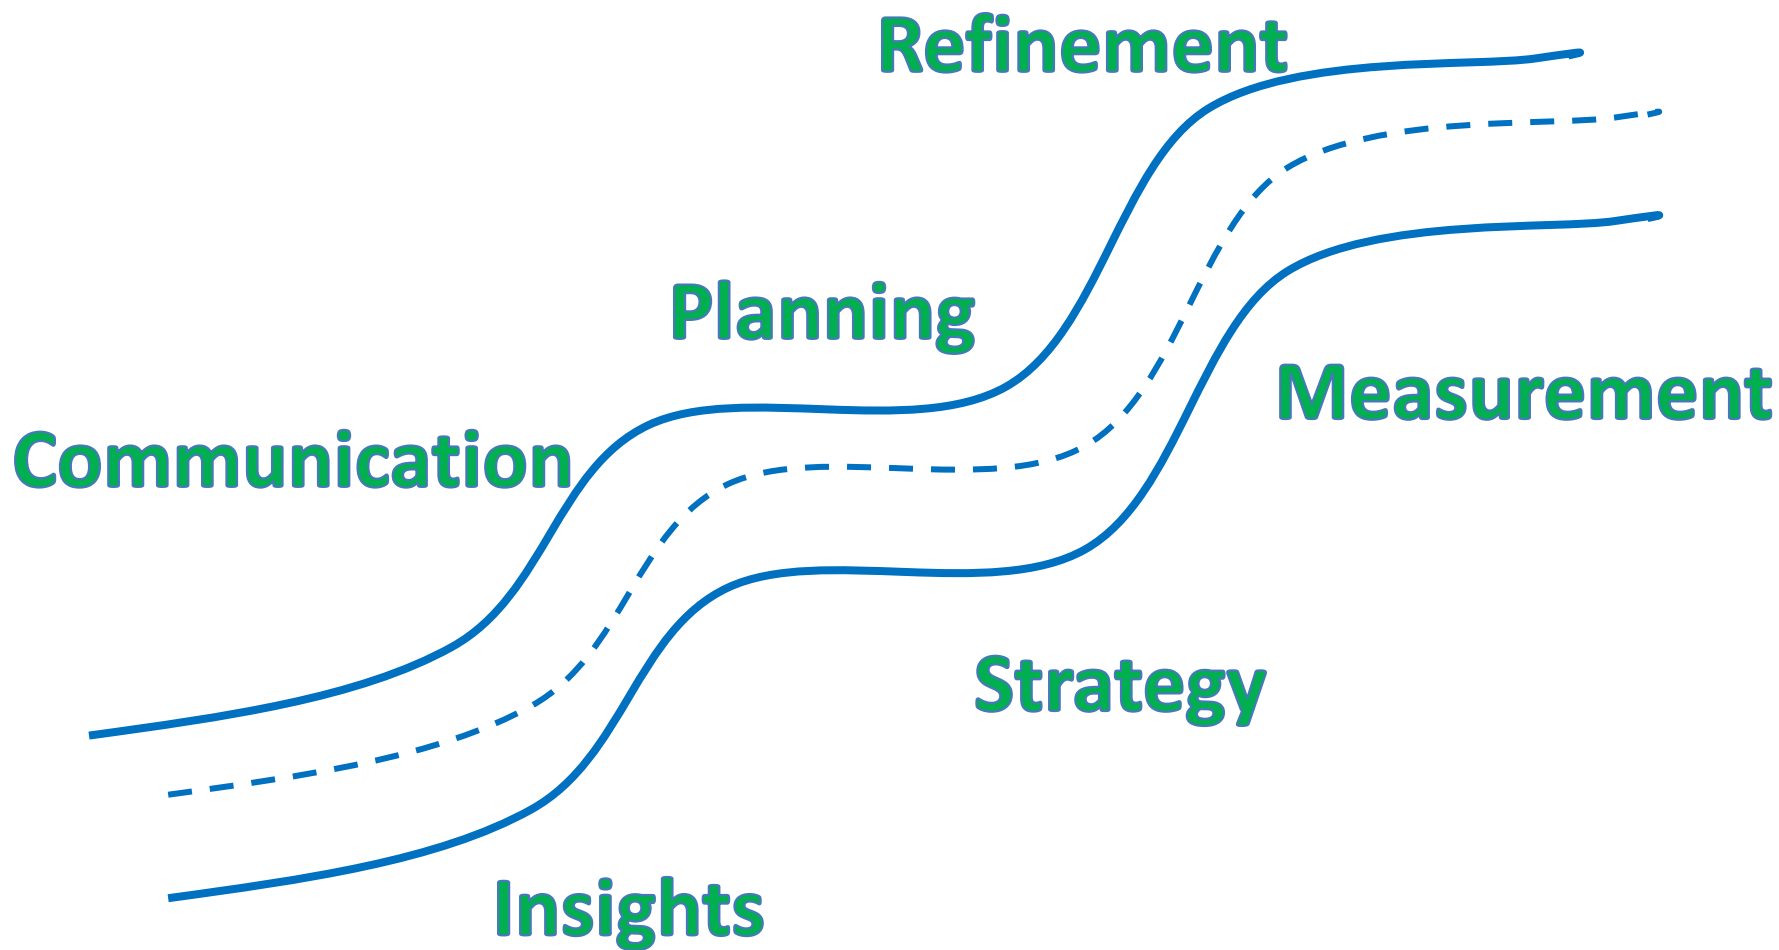 Refinement
Planning
Measurement
Communication
Strategy
Insights